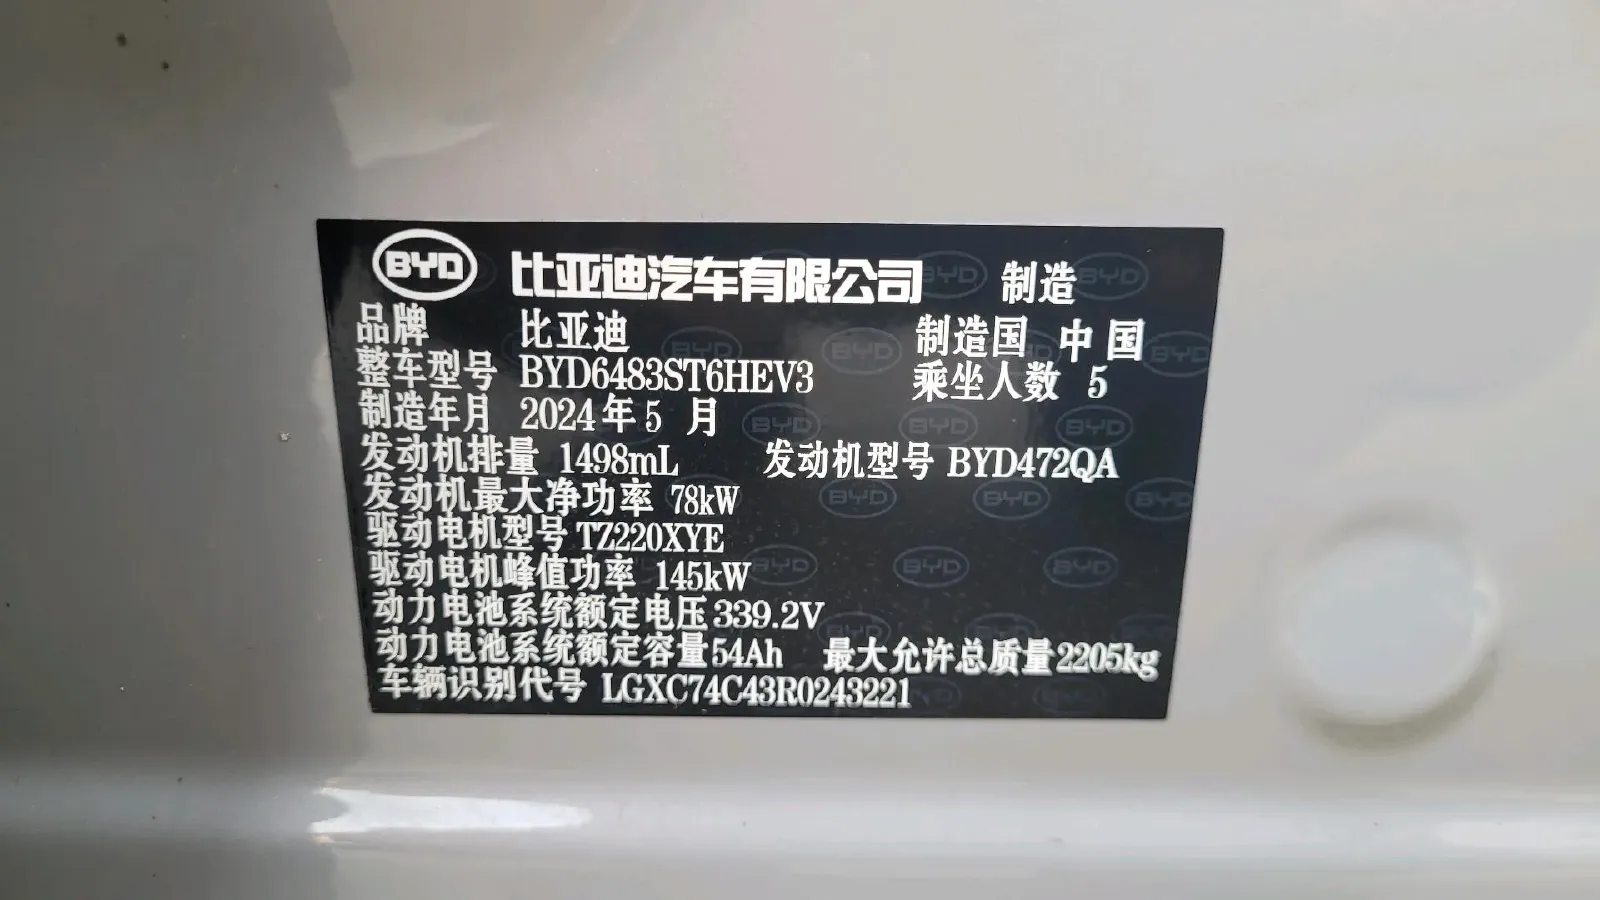 BYD 比亚迪汽车有限公司 制造
品牌 比亚迪 制造国 中国
整车型号 BYD6483ST6HEV3 乘坐人数 5
制造年月 2024年5月
发动机排量 1498mL 发动机型号 BYD472QA
发动机最大净功率 78kW
驱动电机型号 TZ220XYE
驱动电机峰值功率 145kW
动力电池系统额定电压 339.2V
动力电池系统额定容量 54Ah 最大允许总质量 2205kg
车辆识别代号 LGXC74C43R0243221